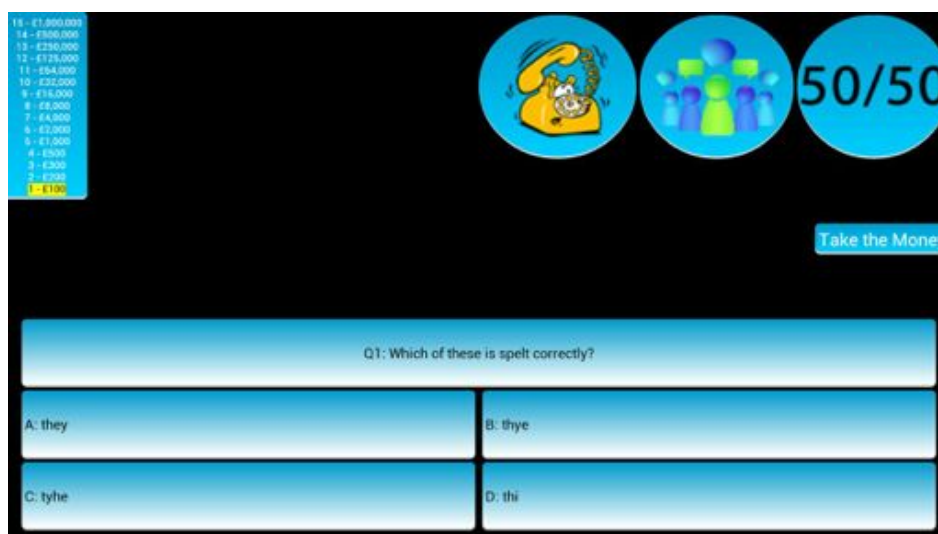 15 - £1,000,000
14 - £500,000
13 - £250,000
12 - £125,000
11 - £64,000
10 - £32,000
9 - £16,000
8 - £8,000
7 - £4,000
6 - £2,000
5 - £1,000
4 - £500
3 - £300
2 - £200
1 - £100
50/50
Take the Mone
Q1: Which of these is spelt correctly?
A: they
B: thye
C: tyhe
D: thi